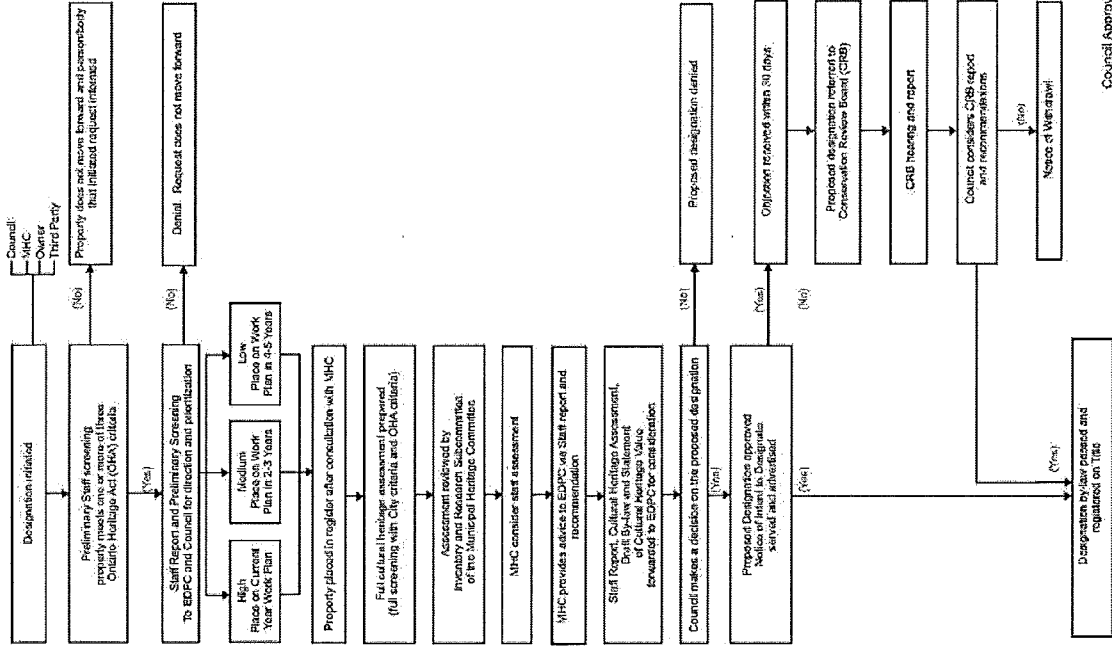 Council
MHC
Owner
Third Party
Designation initiated
Preliminary Staff screening
property meets one or more of three
Ontario Heritage Act (OHA) criteria
(No)
Property does not move forward and person/body
that initiated request informed
(Yes)
Staff Report and Preliminary Screening
To EDPC and Council for direction and prioritization
(No)
Denial. Request does not move forward
High
Place on Current
Year Work Plan
Medium
Place on Work
Plan in 2-3 Years
Low
Place on Work
Plan in 4-5 Years
Property placed in register after consultation with MHC
Full cultural heritage assessment prepared
(full screening with City criteria and OHA criteria)
Assessment reviewed by
Inventory and Research Subcommittee
of the Municipal Heritage Committee
MHC consider staff assessment
MHC provides advice to EDPC via Staff report and
recommendation
Staff Report, Cultural Heritage Assessment,
Draft By-law and Statement
of Cultural Heritage Value
forwarded to EDPC for consideration
Council makes a decision on the proposed designation
(No)
Proposed designation denied
(Yes)
Proposed Designation approved
Notice of Intent to Designate
served and advertised
(Yes)
Objection received within 30 days
(No)
(Yes)
Proposed designation referred to
Conservation Review Board (CRB)
CRB hearing and report
Council considers CRB report
and recommendations
(No)
Notice of Withdrawl
(Yes)
Designation by-law passed and
registered on Title